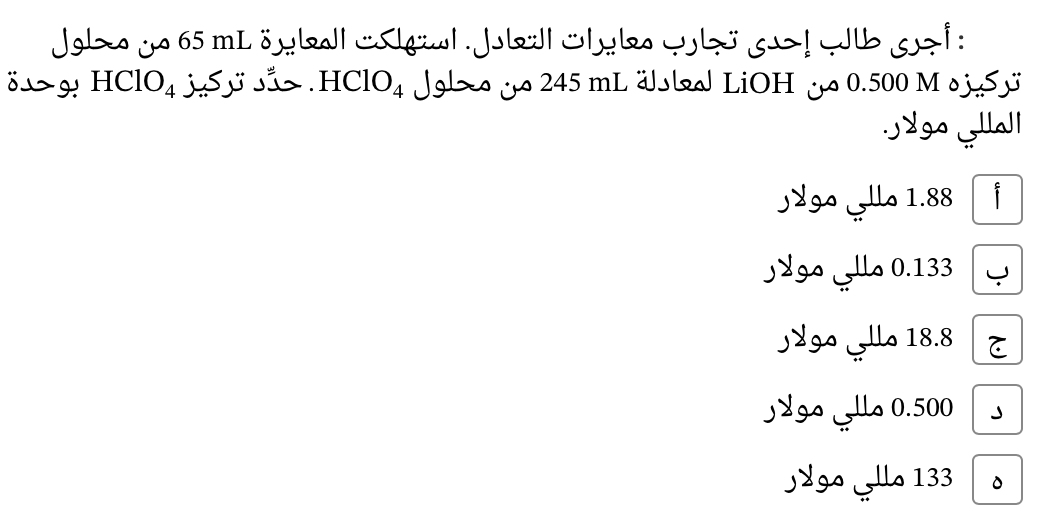 : أجرى طالب إحدى تجارب معايرات التعادل. استهلكت المعايرة 65 mL من محلول
تركيزه 0.500 M من LiOH لمعادلة 245 mL من محلول HClO₄. حدِّد تركيز HClO₄ بوحدة
المللي مولار.
أ 1.88 مللي مولار
ب 0.133 مللي مولار
ج 18.8 مللي مولار
د 0.500 مللي مولار
ه 133 مللي مولار